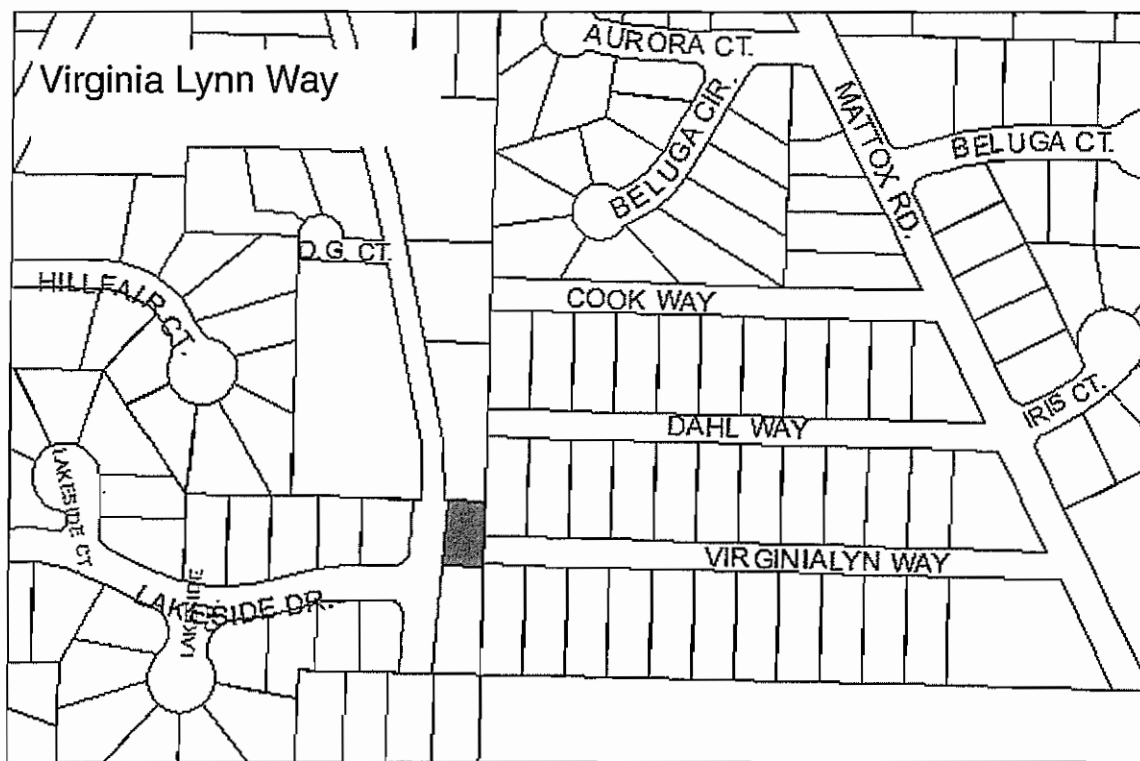 Virginia Lynn Way
AURORA CT.
BELUGA CIR.
MATTOX RD.
BELUGA CT.
O.G. CT.
HILLFAIR CT.
COOK WAY
IRIS CT.
DAHL WAY
LAKESIDE CT
VIRGINIALYN WAY
LAKESIDE DR.
LAKESIDE